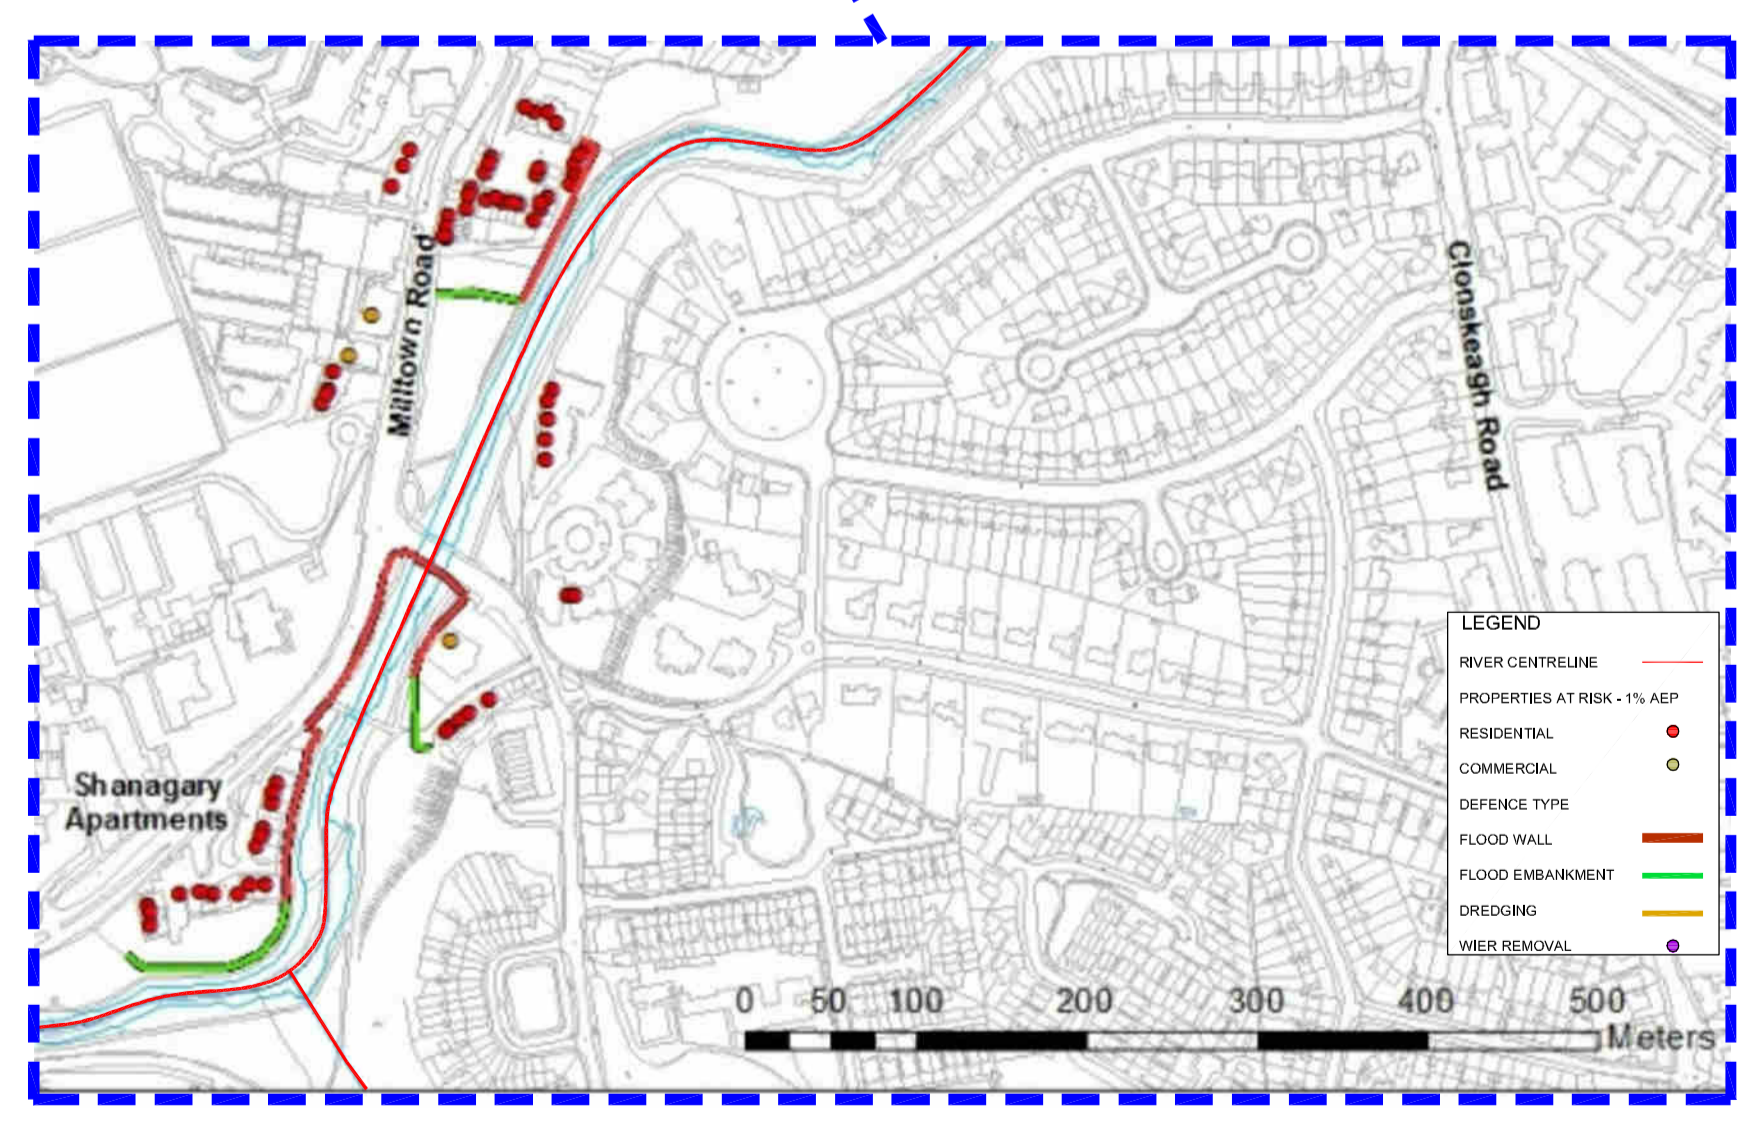 Milltown Road
Clonskeagh Road
Shanagary
Apartments
LEGEND
RIVER CENTRELINE
PROPERTIES AT RISK - 1% AEP
RESIDENTIAL
COMMERCIAL
DEFENCE TYPE
FLOOD WALL
FLOOD EMBANKMENT
DREDGING
WIER REMOVAL
0 50 100 200 300 400 500
Meters